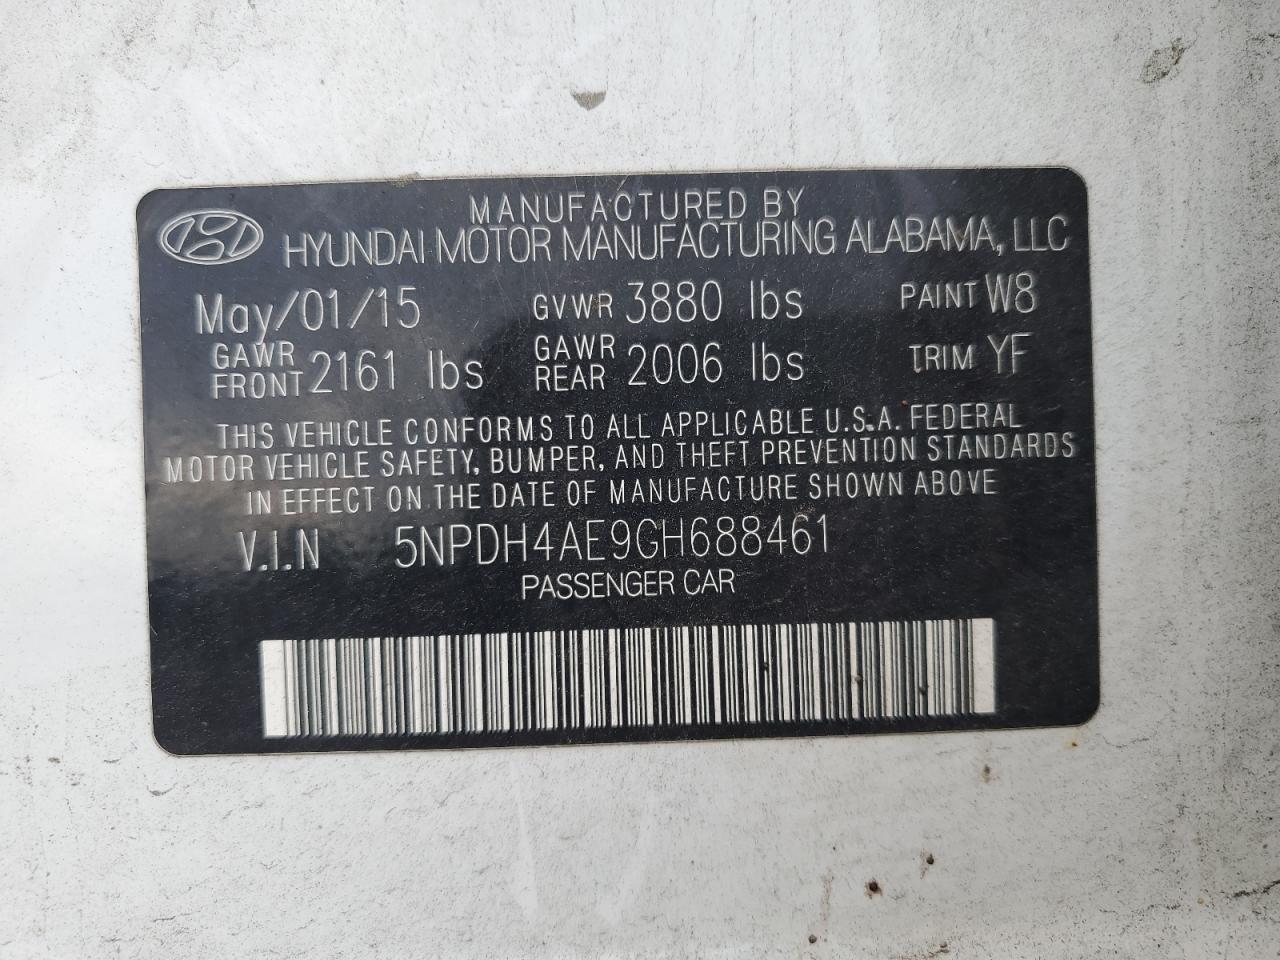 MANUFACTURED BY
HYUNDAI MOTOR MANUFACTURING ALABAMA, LLC
May/01/15 GVWR 3880 lbs PAINT W8
GAWR FRONT 2161 lbs GAWR REAR 2006 lbs TRIM YF
THIS VEHICLE CONFORMS TO ALL APPLICABLE U.S.A. FEDERAL
MOTOR VEHICLE SAFETY, BUMPER, AND THEFT PREVENTION STANDARDS
IN EFFECT ON THE DATE OF MANUFACTURE SHOWN ABOVE
V.I.N 5NPDH4AE9GH688461
PASSENGER CAR